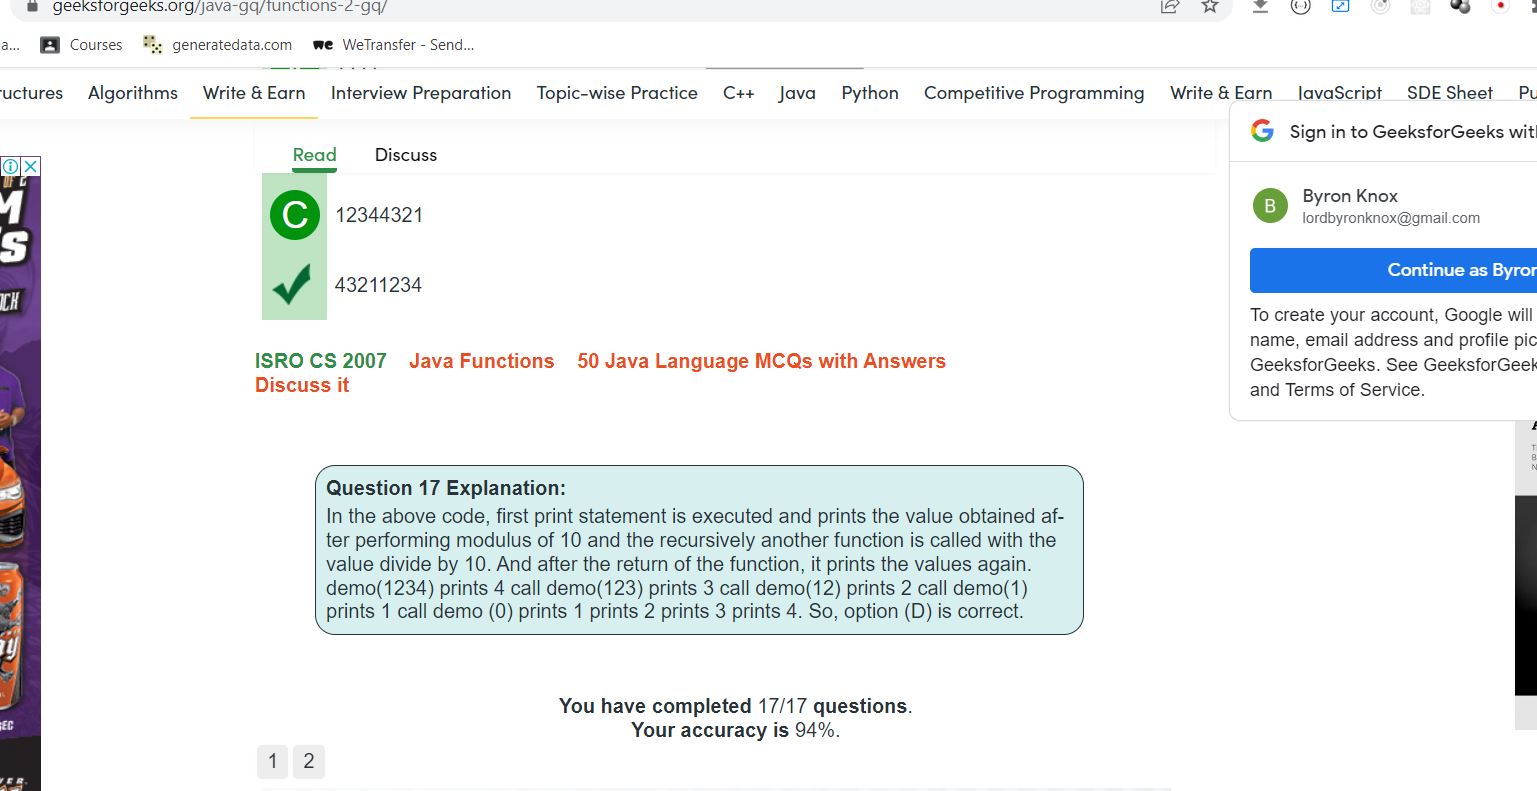 geeksforgeeks.org/java-gq/functions-2-gq/
a... Courses generatedata.com we WeTransfer - Send...
uctures Algorithms Write & Earn Interview Preparation Topic-wise Practice C++ Java Python Competitive Programming Write & Earn JavaScript SDE Sheet Pu
Read Discuss
C 12344321
43211234
ISRO CS 2007 Java Functions 50 Java Language MCQs with Answers
Discuss it
Question 17 Explanation:
In the above code, first print statement is executed and prints the value obtained af-
ter performing modulus of 10 and the recursively another function is called with the
value divide by 10. And after the return of the function, it prints the values again.
demo(1234) prints 4 call demo(123) prints 3 call demo(12) prints 2 call demo(1)
prints 1 call demo (0) prints 1 prints 2 prints 3 prints 4. So, option (D) is correct.
You have completed 17/17 questions.
Your accuracy is 94%.
1 2
Sign in to GeeksforGeeks wit
B Byron Knox
lordbyronknox@gmail.com
Continue as Byron
To create your account, Google will
name, email address and profile pic
GeeksforGeeks. See GeeksforGeek
and Terms of Service.